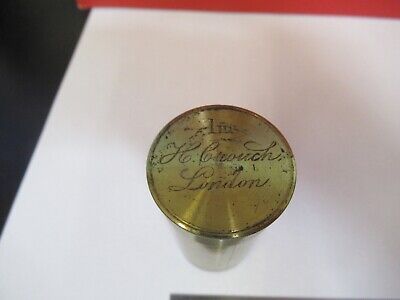 1in
H. Crouch
London.